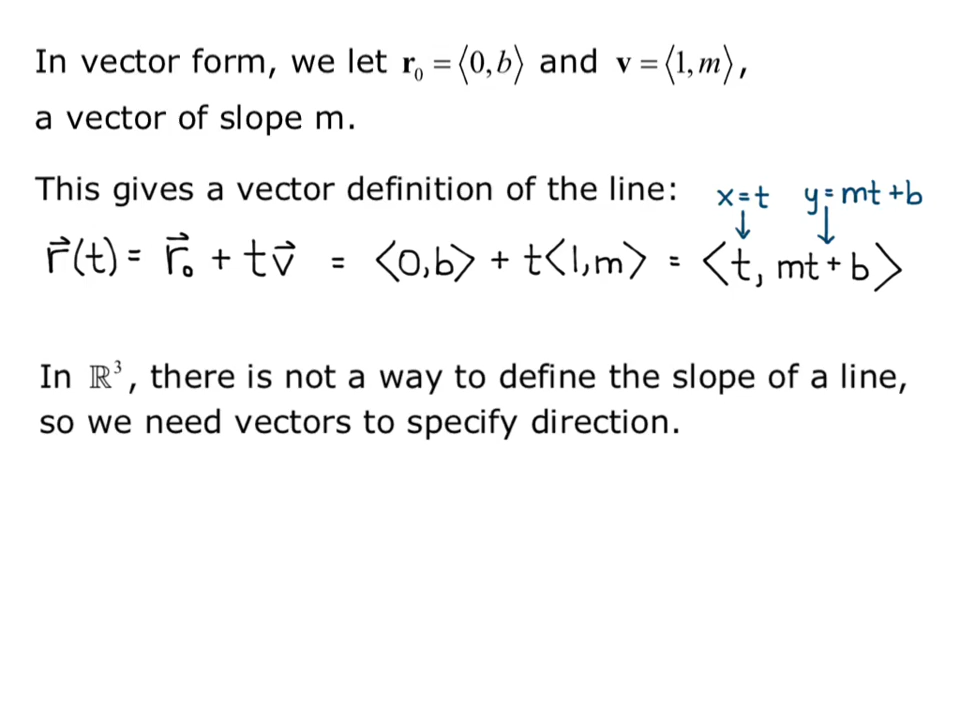 In vector form, we let r₀ = ⟨0, b⟩ and v = ⟨1, m⟩,
a vector of slope m.
This gives a vector definition of the line:
x=t y=mt+b
↓ ↓
r⃗(t) = r⃗₀ + tv⃗ = <0,b> + t<1,m> = <t, mt+b>
In ℝ³, there is not a way to define the slope of a line,
so we need vectors to specify direction.